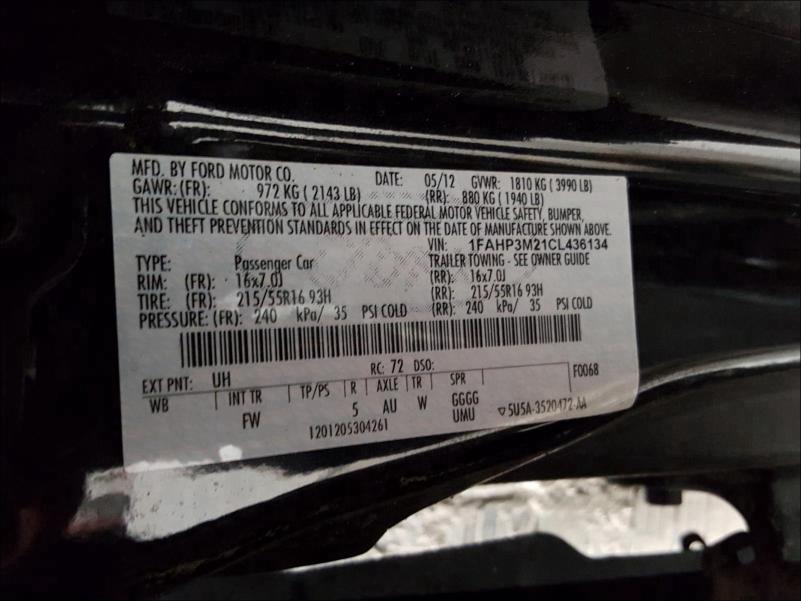 MFD. BY FORD MOTOR CO. DATE: 05/12 GVWR: 1810 KG ( 3990 LB)
GAWR: (FR): 972 KG ( 2143 LB) (RR): 880 KG ( 1940 LB)
THIS VEHICLE CONFORMS TO ALL APPLICABLE FEDERAL MOTOR VEHICLE SAFETY, BUMPER,
AND THEFT PREVENTION STANDARDS IN EFFECT ON THE DATE OF MANUFACTURE SHOWN ABOVE.
VIN: 1FAHP3M21CL436134
TYPE: Passenger Car TRAILER TOWING - SEE OWNER GUIDE
RIM: (FR): 16x7.0J (RR): 16x7.0J
TIRE: (FR): 215/55R16 93H (RR): 215/55R16 93H
PRESSURE: (FR): 240 kPa/ 35 PSI COLD (RR): 240 kPa/ 35 PSI COLD
EXT PNT: UH RC: 72 DSO: F0068
WB INT TR TP/PS R AXLE TR SPR
FW 5 AU W GGGG
UMU ▽5U5A-3520472-AA
1201205304261